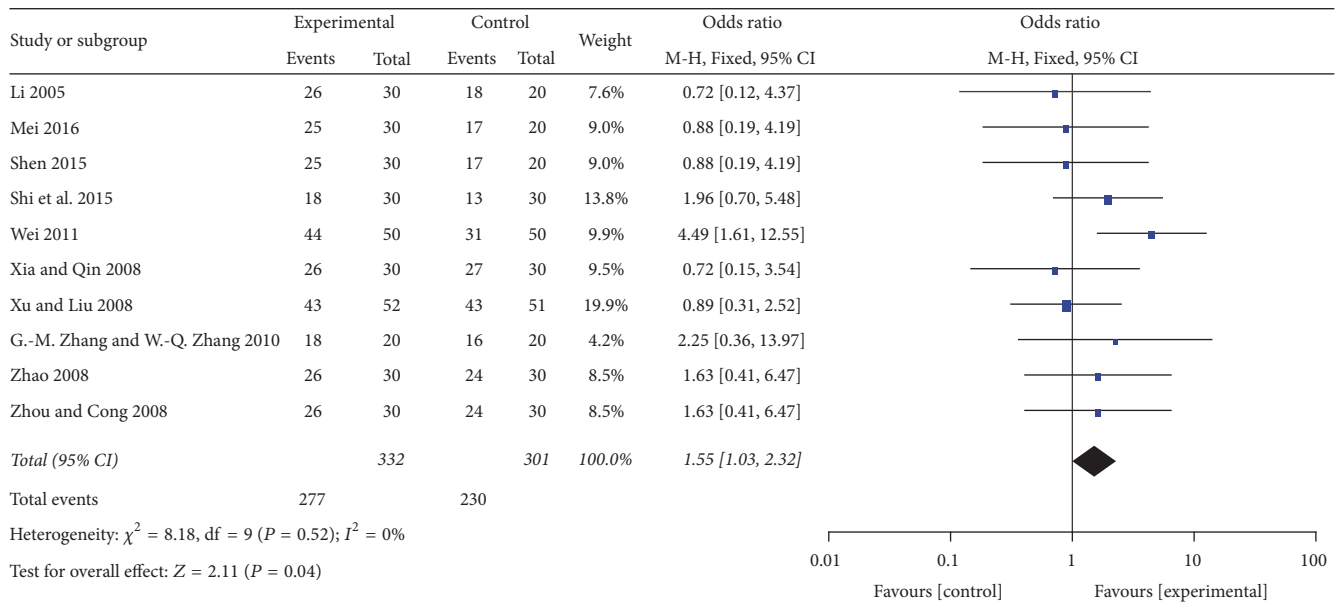 Study or subgroup Experimental Control Weight Odds ratio Odds ratio
Events Total Events Total M-H, Fixed, 95% CI M-H, Fixed, 95% CI
Li 2005 26 30 18 20 7.6% 0.72 [0.12, 4.37]
Mei 2016 25 30 17 20 9.0% 0.88 [0.19, 4.19]
Shen 2015 25 30 17 20 9.0% 0.88 [0.19, 4.19]
Shi et al. 2015 18 30 13 30 13.8% 1.96 [0.70, 5.48]
Wei 2011 44 50 31 50 9.9% 4.49 [1.61, 12.55]
Xia and Qin 2008 26 30 27 30 9.5% 0.72 [0.15, 3.54]
Xu and Liu 2008 43 52 43 51 19.9% 0.89 [0.31, 2.52]
G.-M. Zhang and W.-Q. Zhang 2010 18 20 16 20 4.2% 2.25 [0.36, 13.97]
Zhao 2008 26 30 24 30 8.5% 1.63 [0.41, 6.47]
Zhou and Cong 2008 26 30 24 30 8.5% 1.63 [0.41, 6.47]
Total (95% CI) 332 301 100.0% 1.55 [1.03, 2.32]
Total events 277 230
Heterogeneity: χ² = 8.18, df = 9 (P = 0.52); I² = 0%
Test for overall effect: Z = 2.11 (P = 0.04)
0.01 0.1 1 10 100
Favours [control] Favours [experimental]